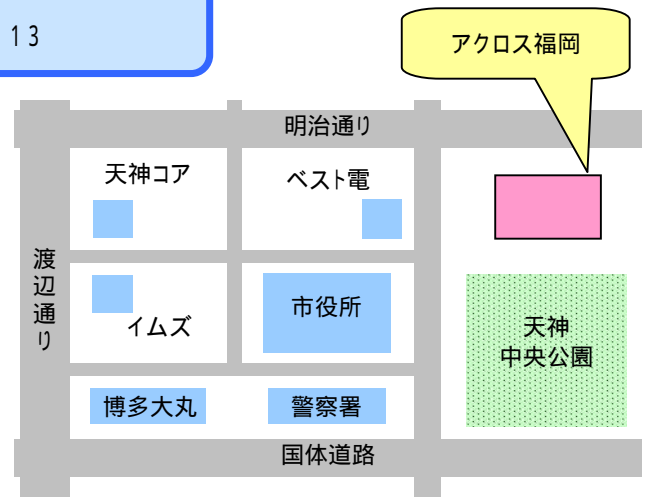 13
アクロス福岡
明治通り
天神コア
ベスト電
渡辺通り
イムズ
市役所
天神
中央公園
博多大丸
警察署
国体道路